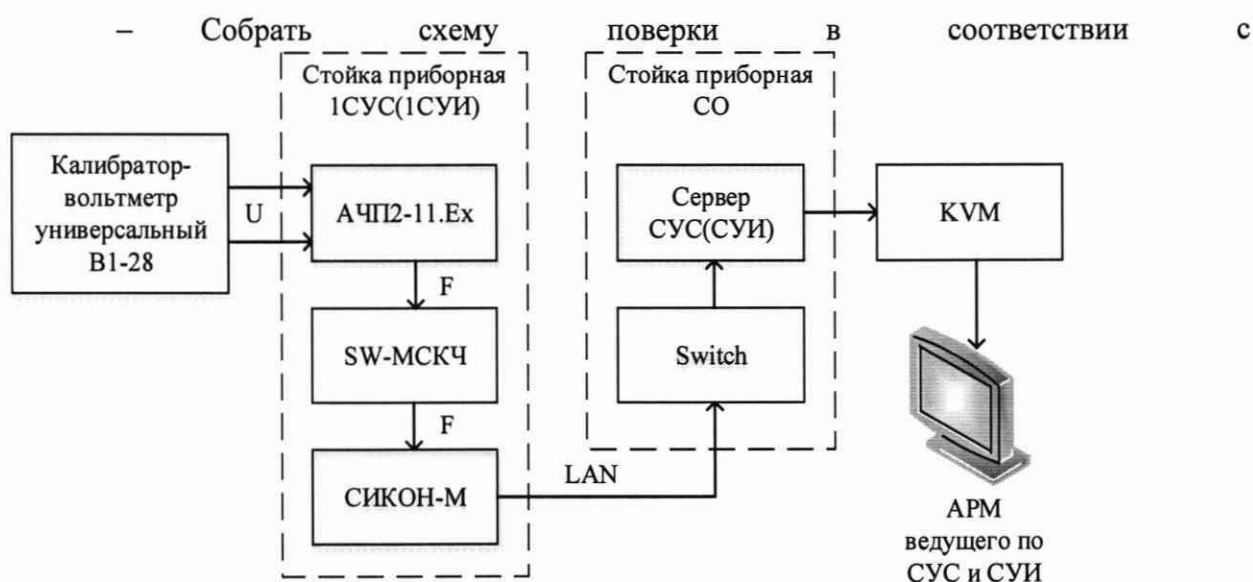 – Собрать схему поверки в соответствии с
Стойка приборная
1СУС(1СУИ)
Стойка приборная
СО
Калибратор-
вольтметр
универсальный
В1-28
U
АЧП2-11.Ex
F
SW-МСКЧ
F
СИКОН-М
LAN
Сервер
СУС(СУИ)
Switch
KVM
АРМ
ведущего по
СУС и СУИ